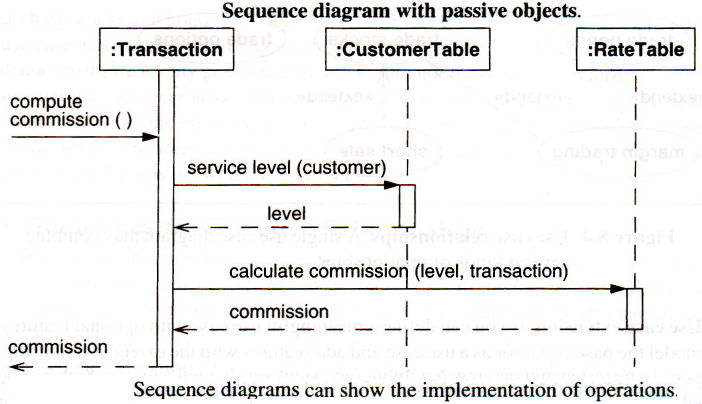 Sequence diagram with passive objects.
:Transaction
:CustomerTable
:RateTable
compute
commission ( )
service level (customer)
level
calculate commission (level, transaction)
commission
commission
Sequence diagrams can show the implementation of operations.